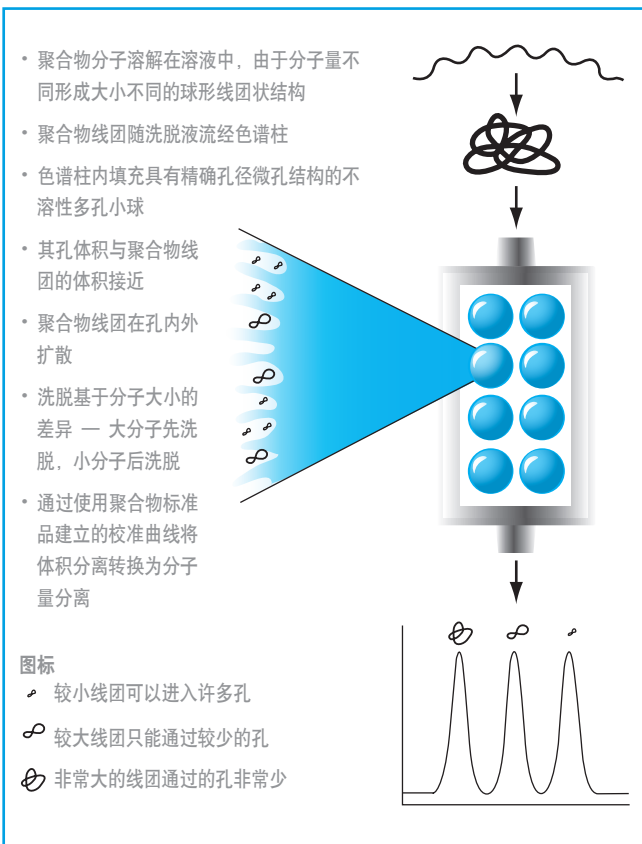 • 聚合物分子溶解在溶液中，由于分子量不
同形成大小不同的球形线团状结构
• 聚合物线团随洗脱液流经色谱柱
• 色谱柱内填充具有精确孔径微孔结构的不
溶性多孔小球
• 其孔体积与聚合物线
团的体积接近
• 聚合物线团在孔内外
扩散
• 洗脱基于分子大小的
差异 — 大分子先洗
脱，小分子后洗脱
• 通过使用聚合物标准
品建立的校准曲线将
体积分离转换为分子
量分离
图标
较小线团可以进入许多孔
较大线团只能通过较少的孔
非常大的线团通过的孔非常少